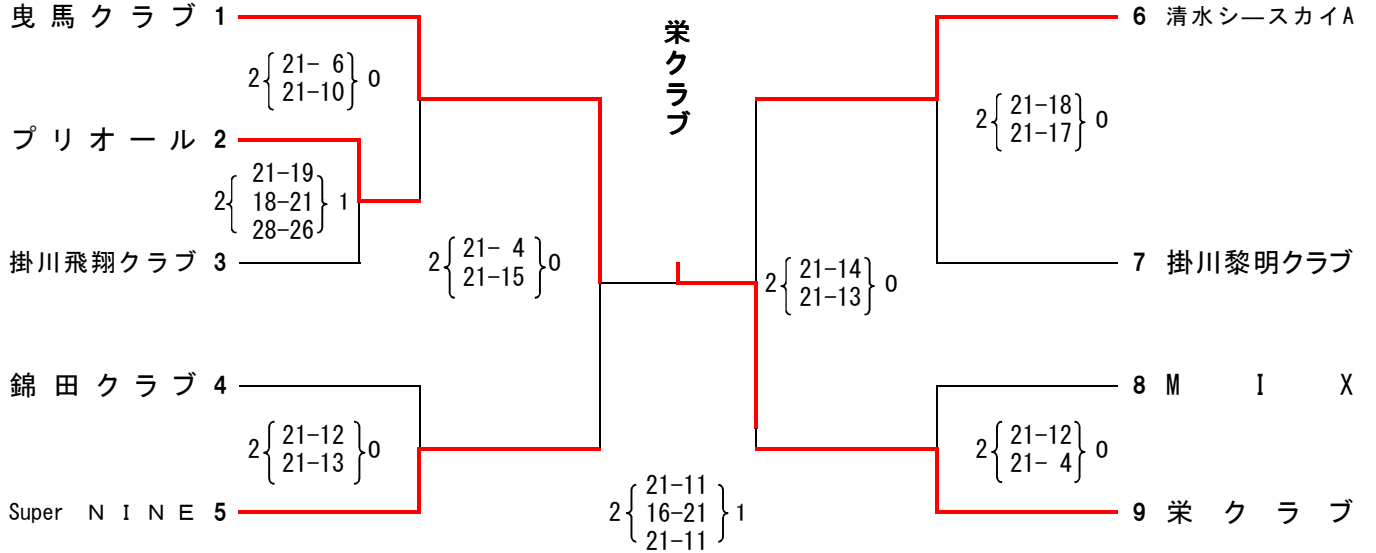 曳馬クラブ 1
2 { 21- 6 } 0
21-10
プリオール 2
2 { 21-19 } 1
18-21
28-26
掛川飛翔クラブ 3
2 { 21- 4 } 0
21-15
錦田クラブ 4
2 { 21-12 } 0
21-13
Super NINE 5
栄クラブ
2 { 21-11 } 1
16-21
21-11
6 清水シ―スカイA
2 { 21-18 } 0
21-17
7 掛川黎明クラブ
2 { 21-14 } 0
21-13
8 MIX
2 { 21-12 } 0
21- 4
9 栄クラブ